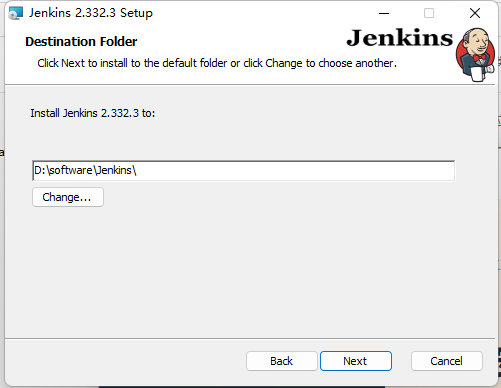 Jenkins 2.332.3 Setup
Destination Folder
Jenkins
Click Next to install to the default folder or click Change to choose another.
Install Jenkins 2.332.3 to:
D:\software\Jenkins\
Change...
Back
Next
Cancel